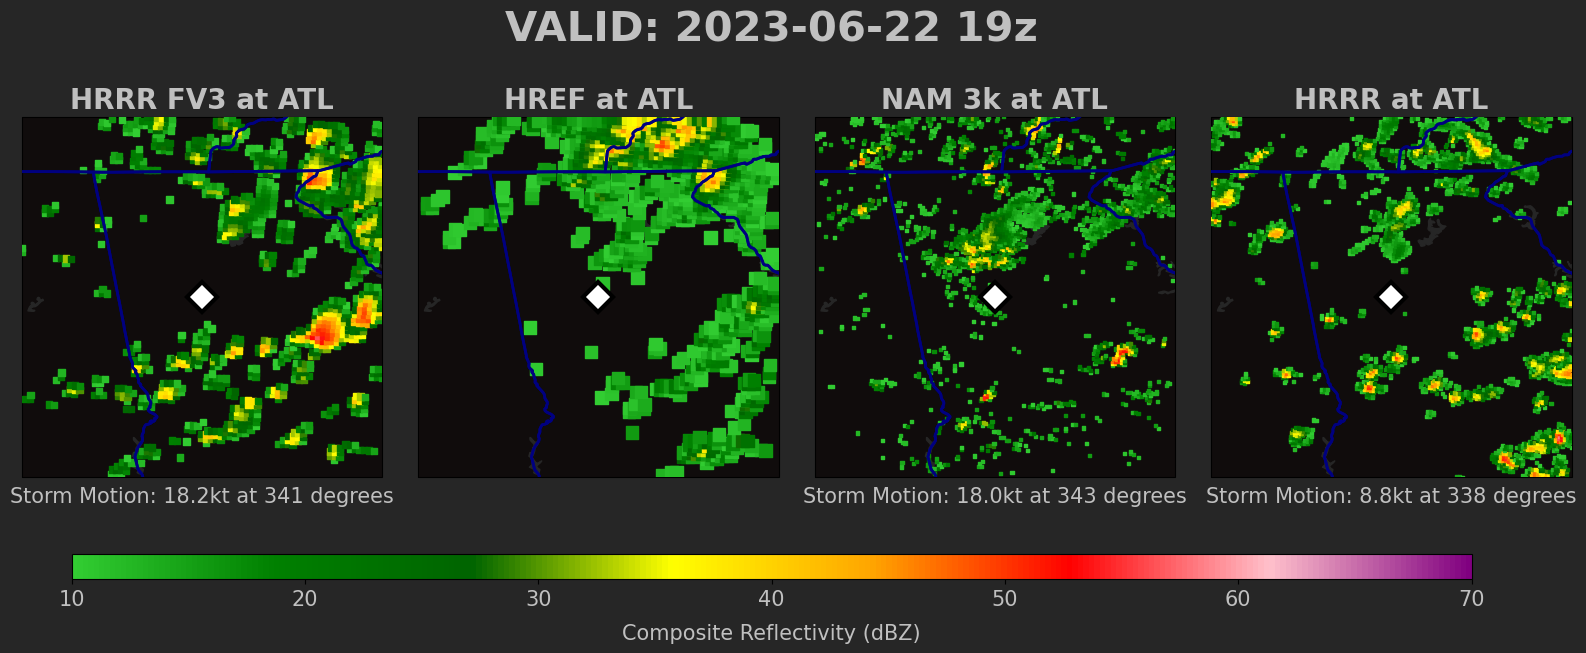 VALID: 2023-06-22 19z
HRRR FV3 at ATL
HREF at ATL
NAM 3k at ATL
HRRR at ATL
Storm Motion: 18.2kt at 341 degrees
Storm Motion: 18.0kt at 343 degrees
Storm Motion: 8.8kt at 338 degrees
10 20 30 40 50 60 70
Composite Reflectivity (dBZ)